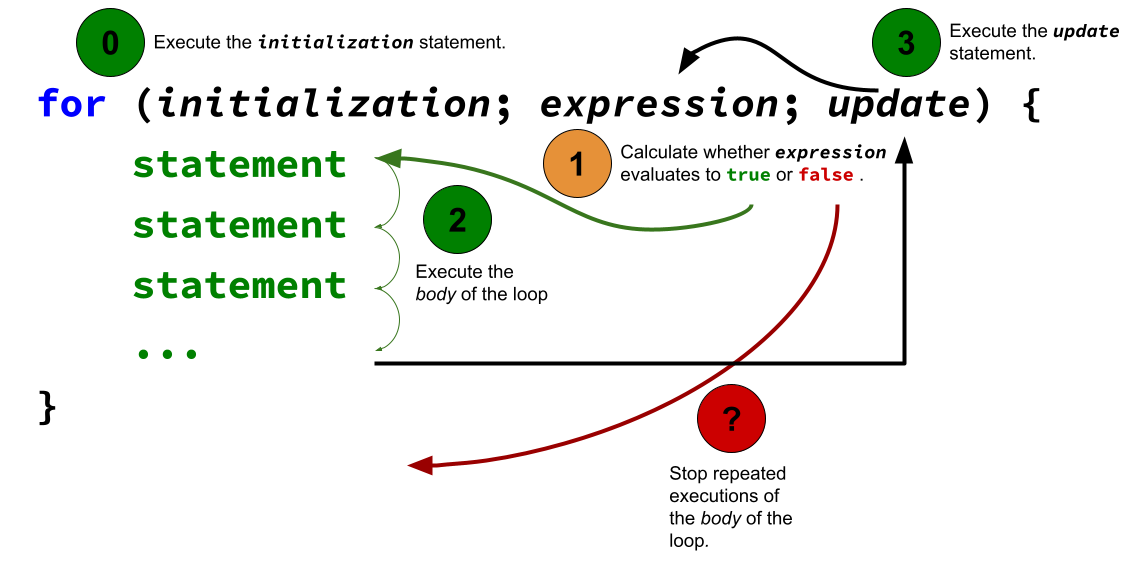 0 Execute the initialization statement.
3 Execute the update
statement.
for (initialization; expression; update) {
statement
1 Calculate whether expression
evaluates to true or false .
statement
2
Execute the
body of the loop
statement
...
}
?
Stop repeated
executions of
the body of the
loop.